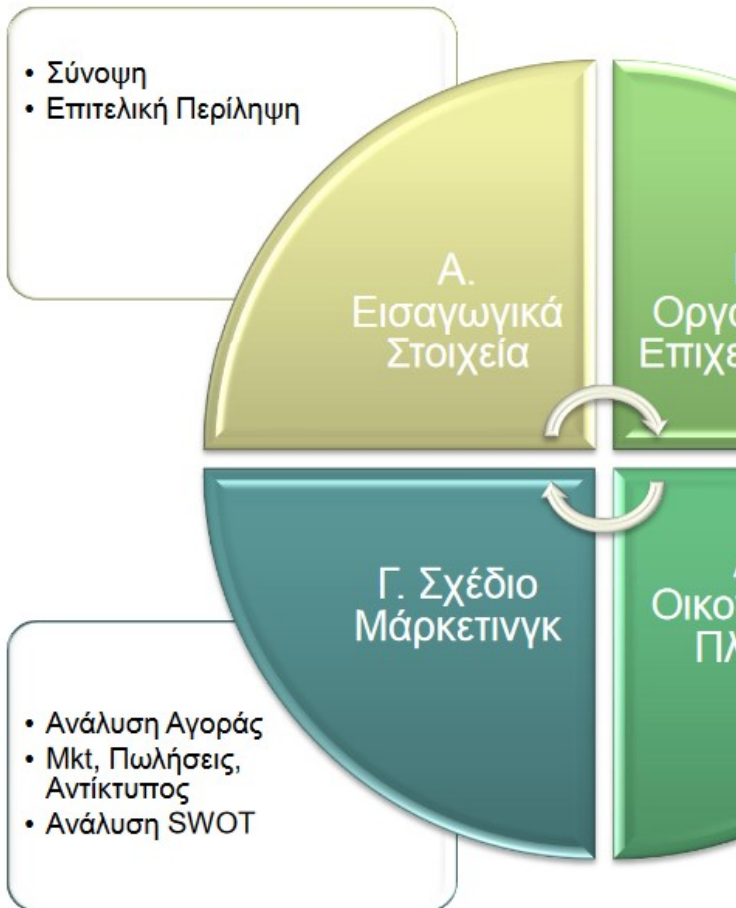 • Σύνοψη
• Επιτελική Περίληψη
Α.
Εισαγωγικά
Στοιχεία
Γ. Σχέδιο
Μάρκετινγκ
• Ανάλυση Αγοράς
• Mkt, Πωλήσεις,
Αντίκτυπος
• Ανάλυση SWOT